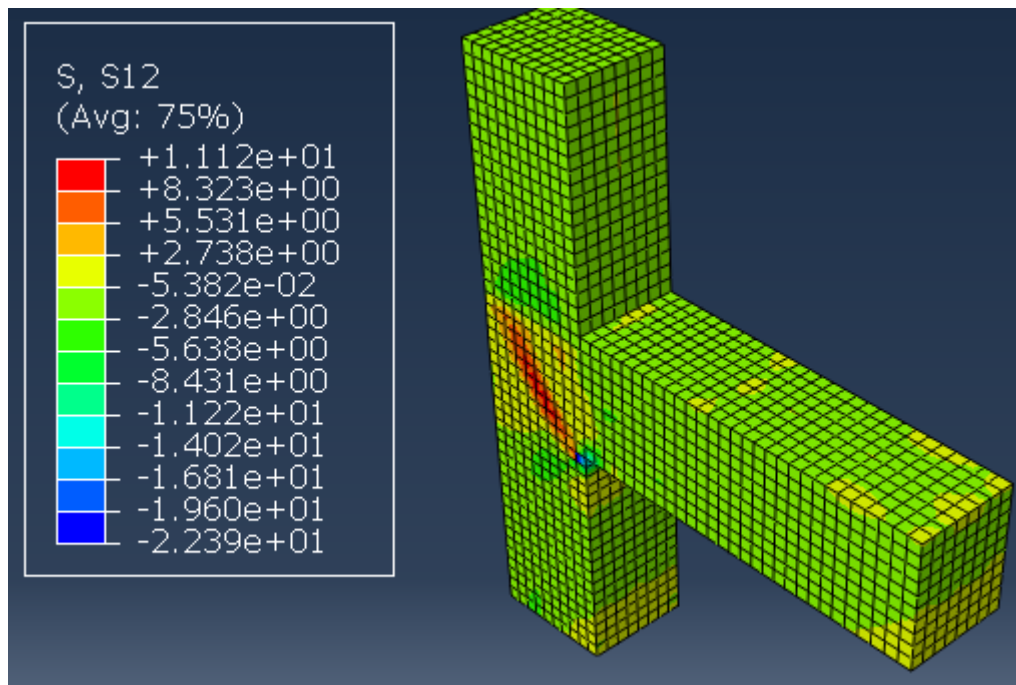 S, S12
(Avg: 75%)
+1.112e+01
+8.323e+00
+5.531e+00
+2.738e+00
-5.382e-02
-2.846e+00
-5.638e+00
-8.431e+00
-1.122e+01
-1.402e+01
-1.681e+01
-1.960e+01
-2.239e+01